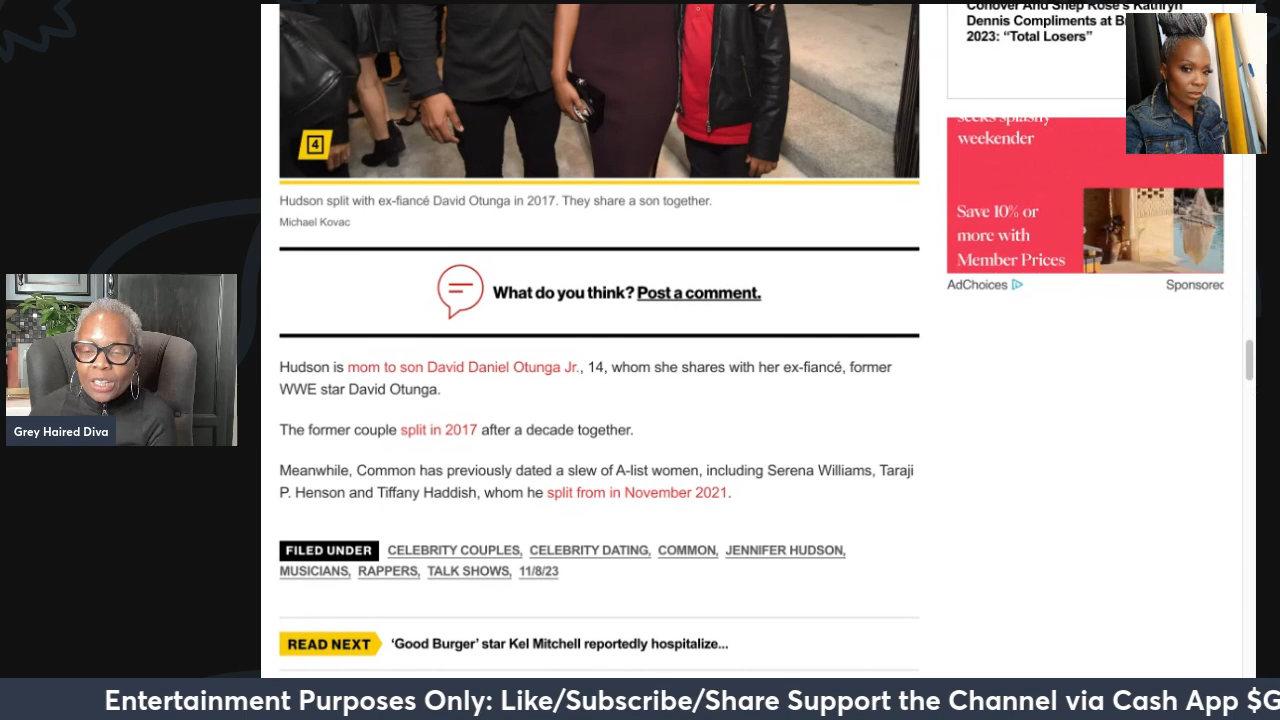 Conover And Shep Rose's Kathryn
Dennis Compliments at B
2023: “Total Losers”
4
seeks splashy
weekender
Save 10% or
more with
Member Prices
AdChoices
Sponsored
Hudson split with ex-fiancé David Otunga in 2017. They share a son together.
Michael Kovac
What do you think? Post a comment.
Hudson is mom to son David Daniel Otunga Jr., 14, whom she shares with her ex-fiancé, former
WWE star David Otunga.
Grey Haired Diva
The former couple split in 2017 after a decade together.
Meanwhile, Common has previously dated a slew of A-list women, including Serena Williams, Taraji
P. Henson and Tiffany Haddish, whom he split from in November 2021.
FILED UNDER CELEBRITY COUPLES, CELEBRITY DATING, COMMON, JENNIFER HUDSON,
MUSICIANS, RAPPERS, TALK SHOWS, 11/8/23
READ NEXT ‘Good Burger’ star Kel Mitchell reportedly hospitalize...
Entertainment Purposes Only: Like/Subscribe/Share Support the Channel via Cash App $G